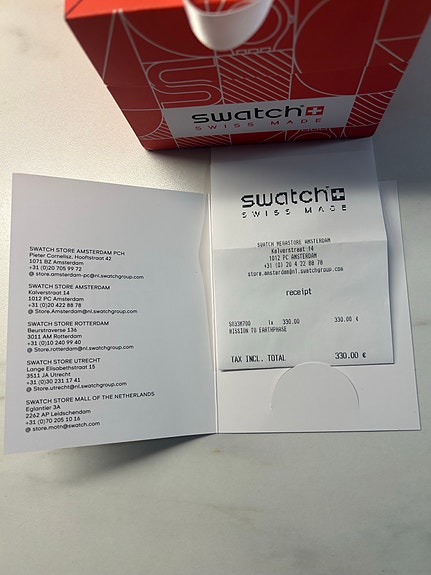 swatch
SWISS MADE
swatch
SWISS MADE
SWATCH MEGASTORE AMSTERDAM
Kalverstraat 14
1012 PC AMSTERDAM
+31 (0) 20 4 22 88 78
store.amsterdam@nl.swatchgroup.com
receipt
SO33M700 1x 330.00 330.00 €
MISSION TO EARTHPHASE
TAX INCL. TOTAL 330.00 €
SWATCH STORE AMSTERDAM PCH
Pieter Cornelisz. Hooftstraat 42
1071 BZ Amsterdam
+31 (0)20 705 99 72
@ store.amsterdam-pc@nl.swatchgroup.com
SWATCH STORE AMSTERDAM
Kalverstraat 14
1012 PC Amsterdam
+31 (0)20 422 88 78
@ Store.Amsterdam@nl.swatchgroup.com
SWATCH STORE ROTTERDAM
Beurstraverse 136
3011 AM Rotterdam
+31 (0)10 240 99 40
@ Store.rotterdam@nl.swatchgroup.com
SWATCH STORE UTRECHT
Lange Elisabethstraat 15
3511 JA Utrecht
+31 (0)30 231 17 41
@ Store.utrecht@nl.swatchgroup.com
SWATCH STORE MALL OF THE NETHERLANDS
Eglantier 3A
2262 AP Leidschendam
+31 (0)70 205 10 16
@ store.motn@swatch.com